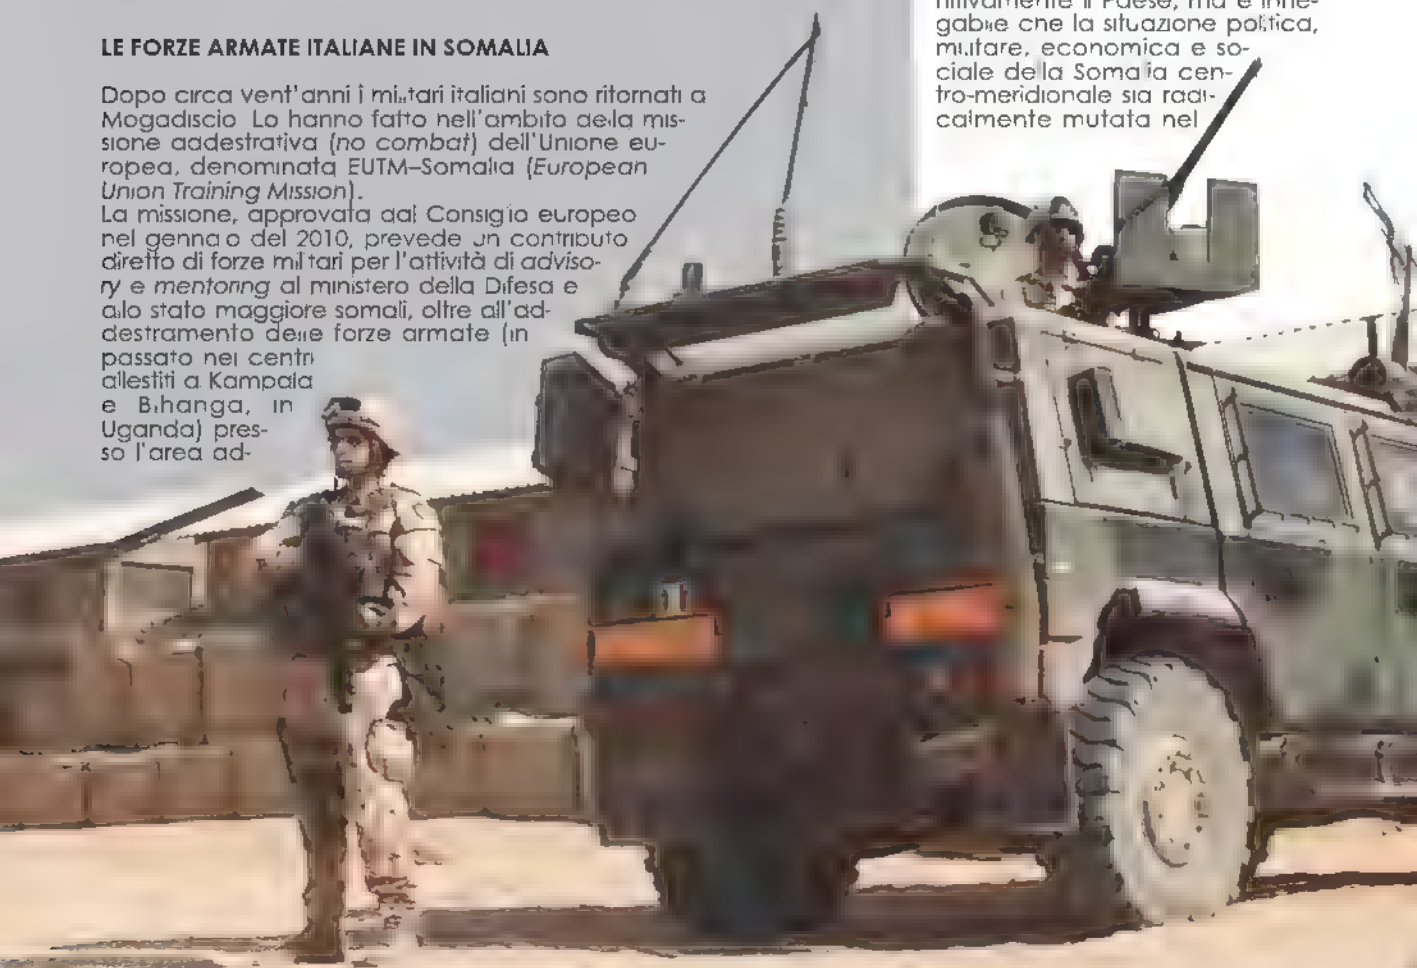 LE FORZE ARMATE ITALIANE IN SOMALIA
Dopo circa vent'anni i militari italiani sono ritornati a
Mogadiscio Lo hanno fatto nell'ambito della mis-
sione addestrativa (no combat) dell'Unione eu-
ropea, denominata EUTM–Somalia (European
Union Training Mission).
La missione, approvata dal Consiglio europeo
nel gennaio del 2010, prevede un contributo
diretto di forze militari per l'attività di adviso-
ry e mentoring al ministero della Difesa e
allo stato maggiore somali, oltre all'ad-
destramento delle forze armate (in
passato nei centri
allestiti a Kampala
e Bihanga, in
Uganda) pres-
so l'area ad-
nitivamente il Paese, ma è inne-
gabile che la situazione politica,
militare, economica e so-
ciale della Somalia cen-
tro-meridionale sia radi-
calmente mutata nel